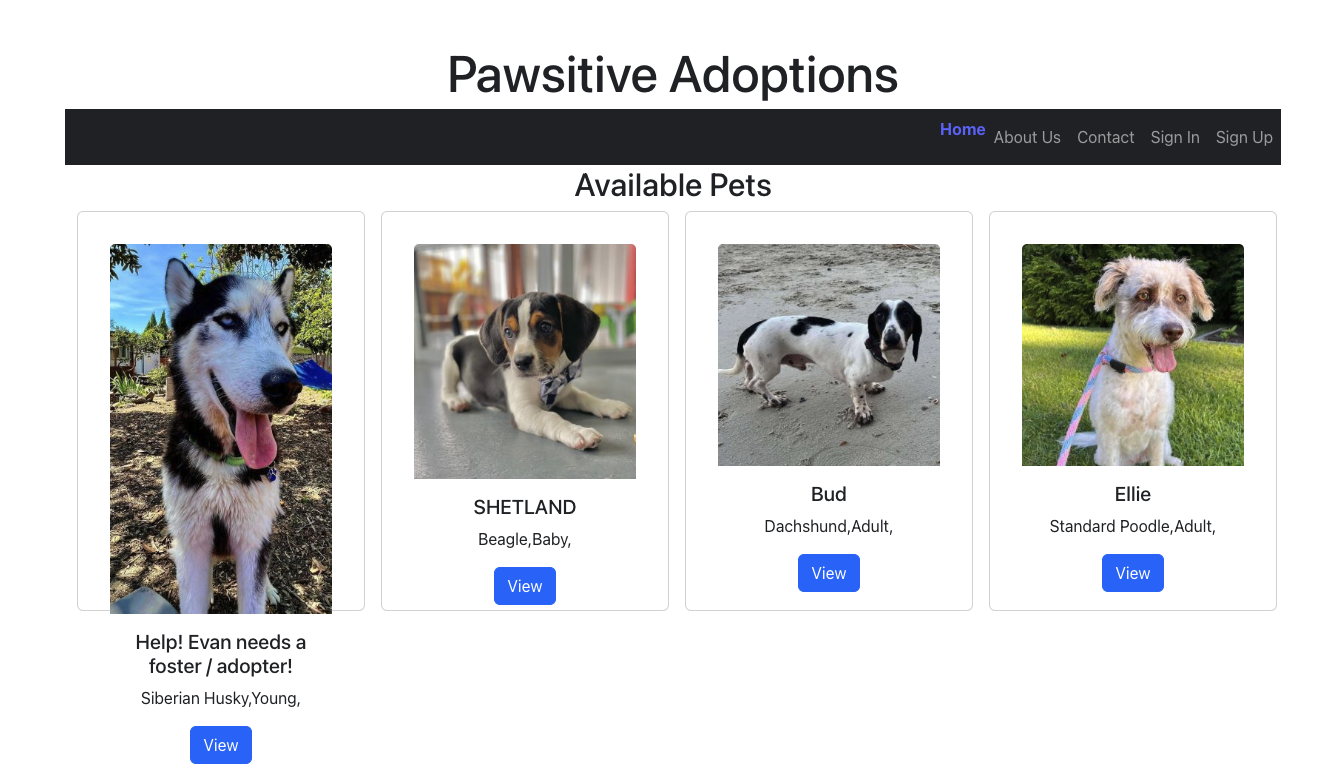 Pawsitive Adoptions
Home About Us Contact Sign In Sign Up
Available Pets
Help! Evan needs a
foster / adopter!
Siberian Husky,Young,
View
SHETLAND
Beagle,Baby,
View
Bud
Dachshund,Adult,
View
Ellie
Standard Poodle,Adult,
View